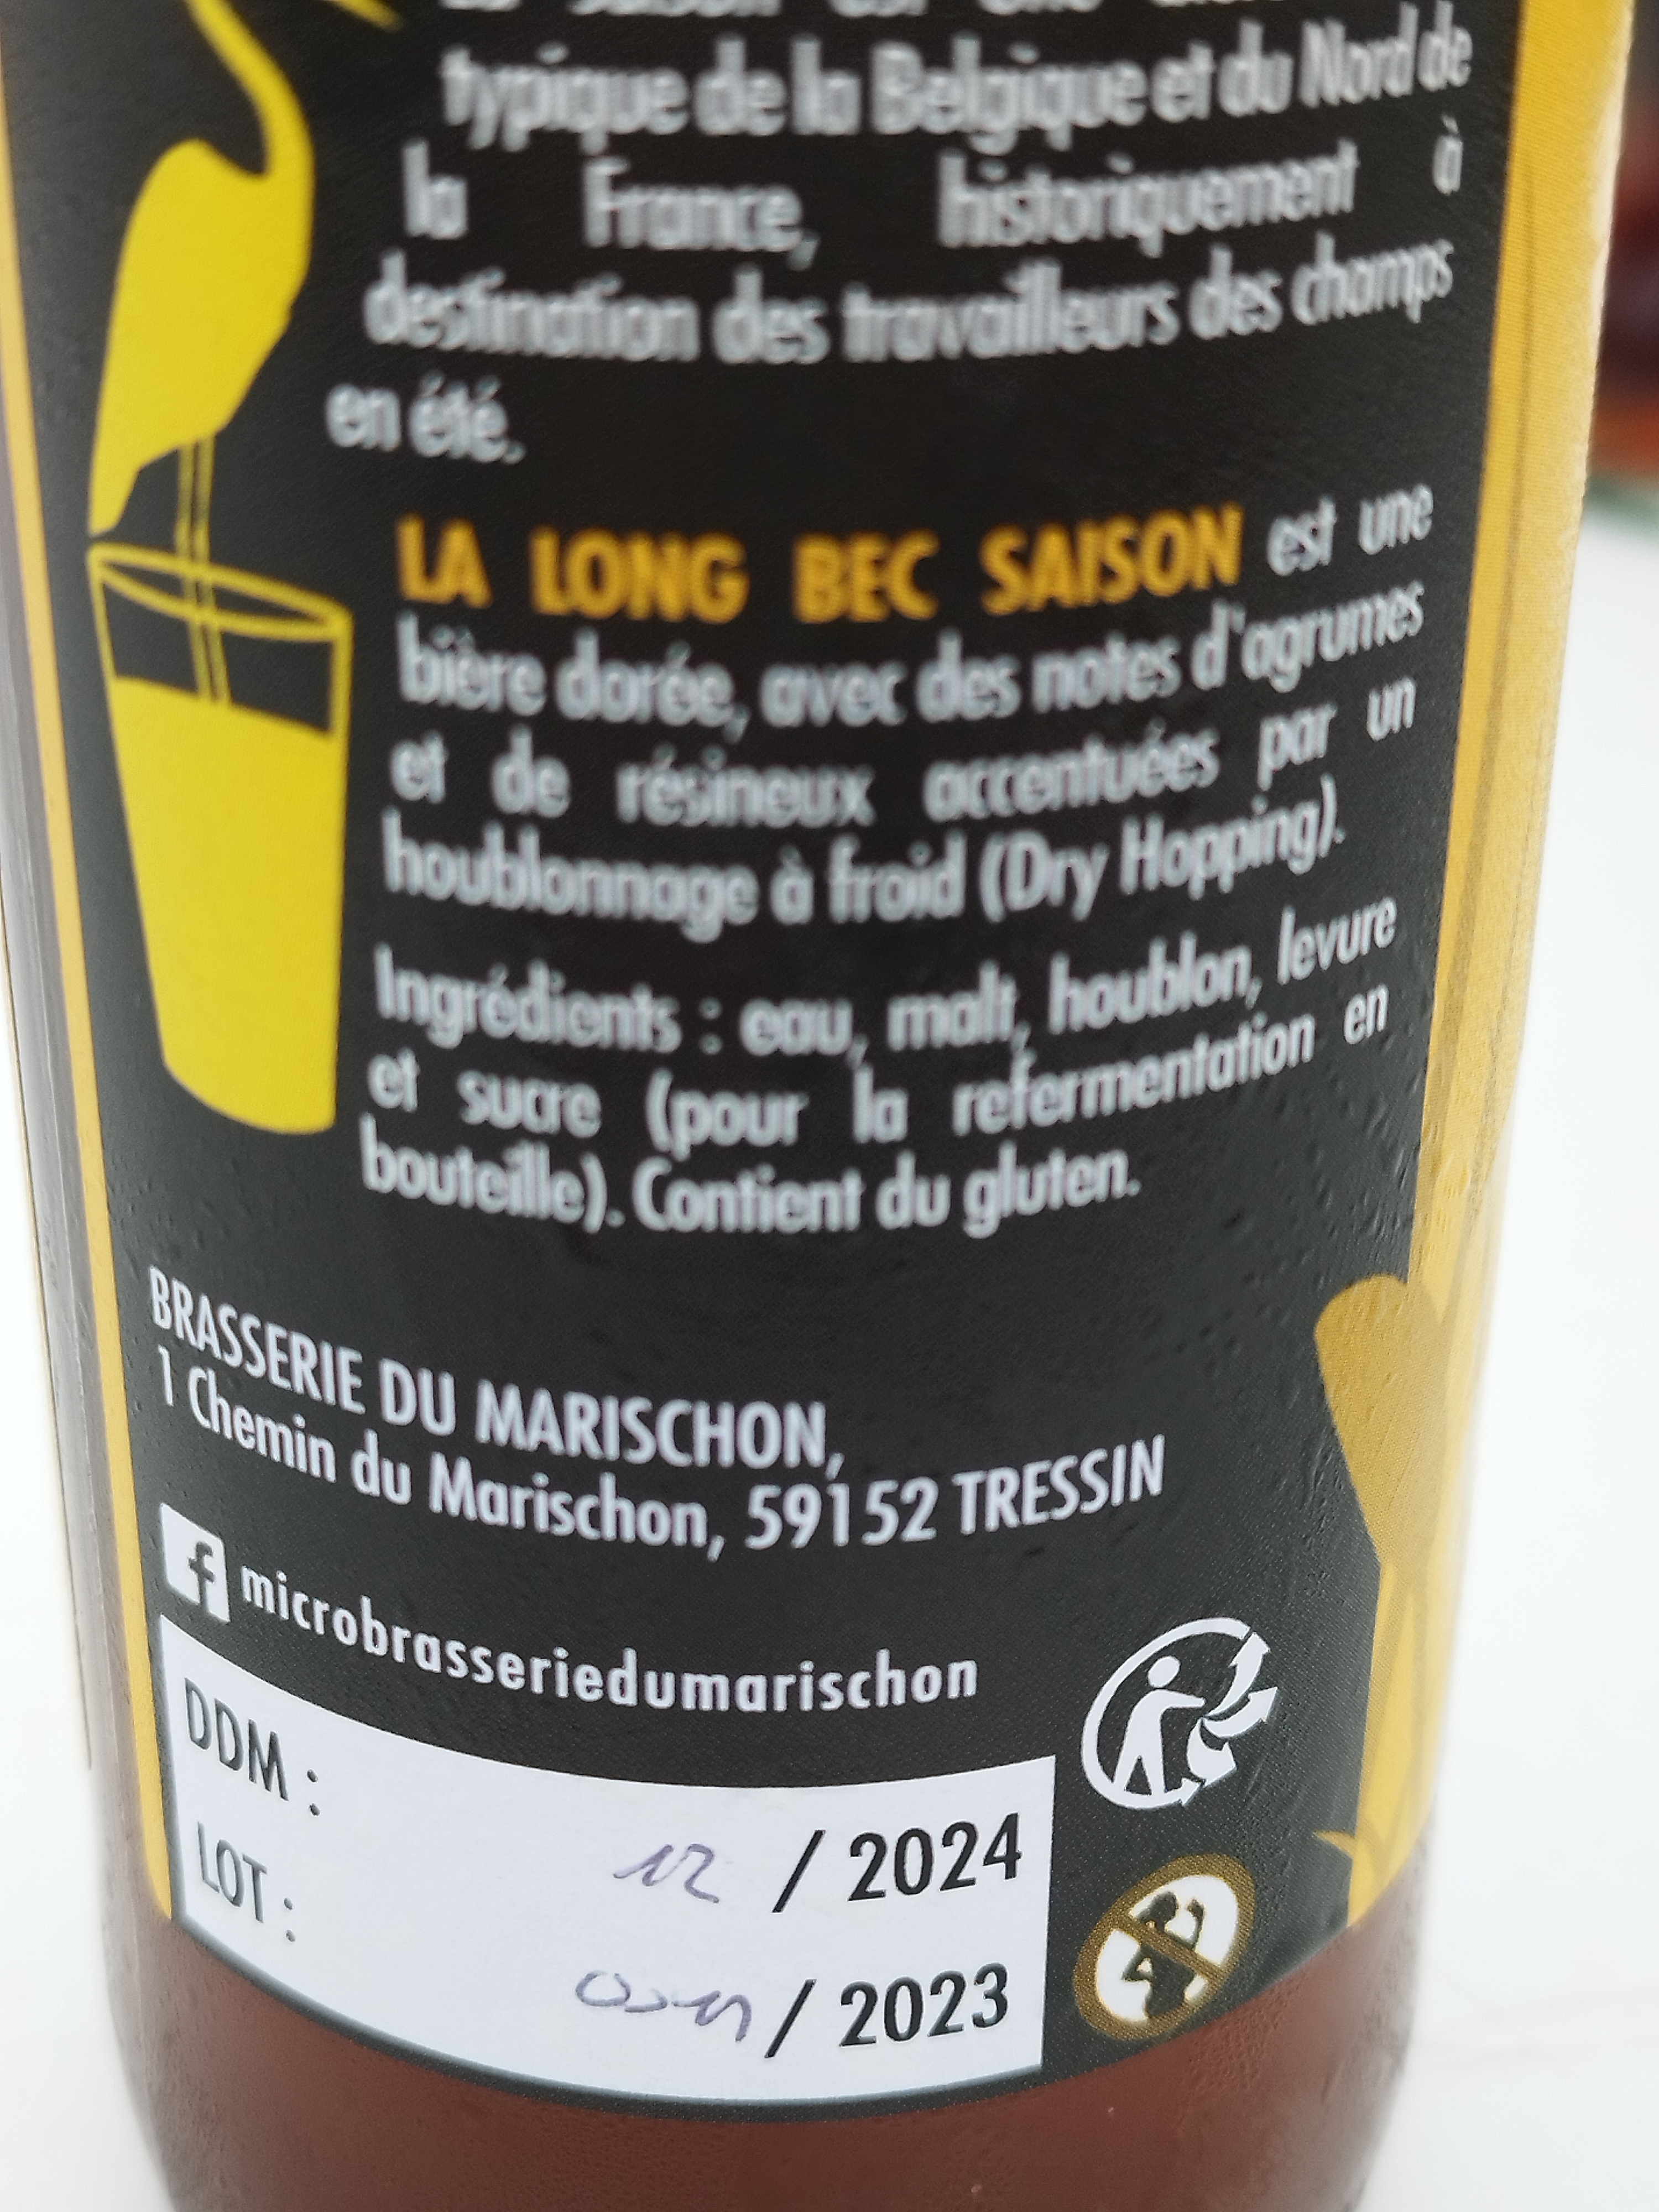 typique de la Belgique et du Nord de
la France, historiquement à
destination des travailleurs des champs
en été.
LA LONG BEC SAISON est une
bière dorée, avec des notes d'agrumes
et de résineux accentuées par un
houblonnage à froid (Dry Hopping).
Ingrédients : eau, malt, houblon, levure
et sucre (pour la refermentation en
bouteille). Contient du gluten.
BRASSERIE DU MARISCHON,
1 Chemin du Marischon, 59152 TRESSIN
microbrasseriedumarischon
DDM :
12 / 2024
LOT :
/ 2023